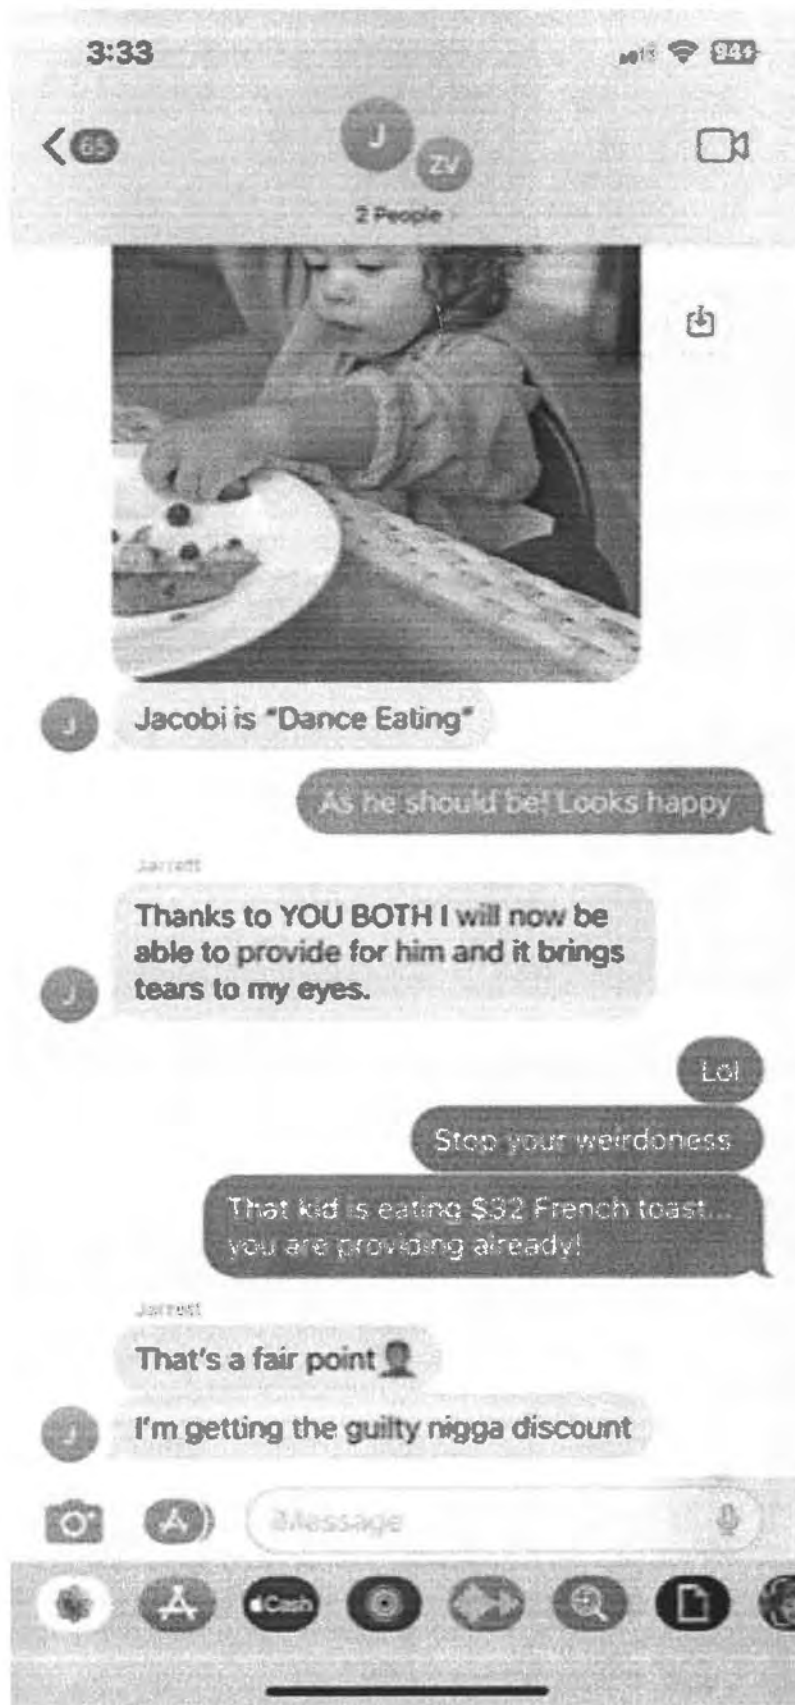 3:33
94+
65
J
ZV
2 People
Jacobi is "Dance Eating"
J
As he should be! Looks happy
Jarrett
Thanks to YOU BOTH I will now be
able to provide for him and it brings
tears to my eyes.
J
Lol
Stop your weirdoness
That kid is eating $32 French toast...
you are providing already!
Jarrett
That's a fair point
I'm getting the guilty nigga discount
J
iMessage
Cash